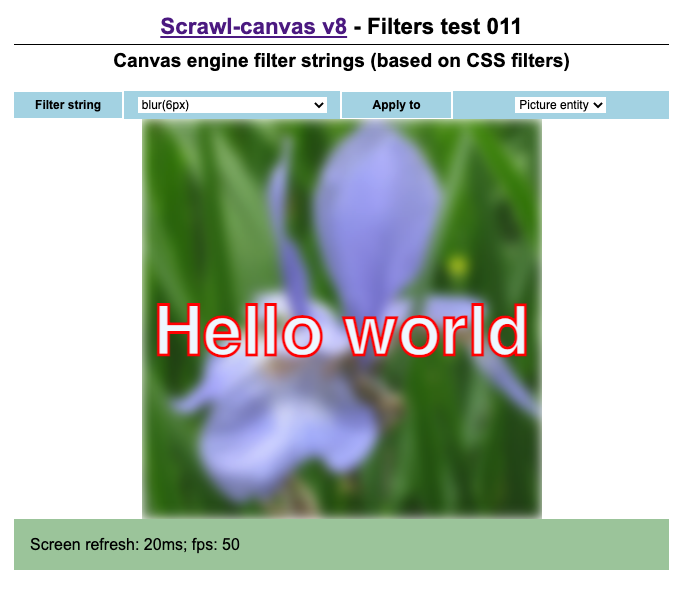 Scrawl-canvas v8 - Filters test 011
Canvas engine filter strings (based on CSS filters)
Filter string blur(6px) Apply to Picture entity
Hello world
Screen refresh: 20ms; fps: 50